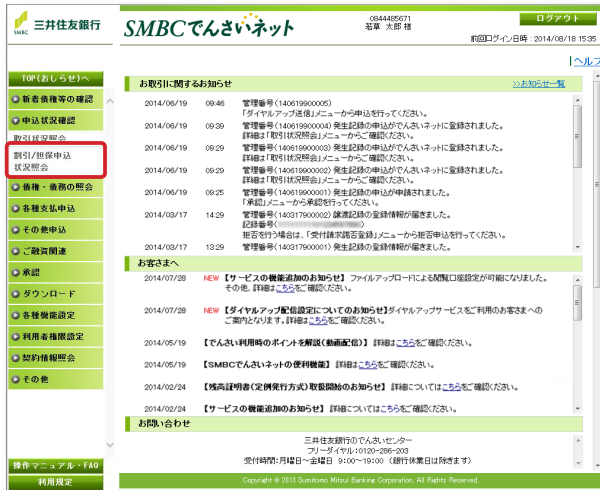 SMBC 三井住友銀行
SMBCでんさいネット
0844485671
若草 太郎 様
ログアウト
前回ログイン日時：2014/08/18 15:35
ヘルプ
TOP(おしらせ)へ
新着債権等の確認
申込状況確認
取引状況照会
割引/担保申込
状況照会
債権・債務の照会
各種支払申込
その他申込
ご融資関連
承認
ダウンロード
各種機能設定
利用者権限設定
契約情報照会
その他
操作マニュアル・FAQ
利用規定
お取引に関するお知らせ
>>お知らせ一覧
2014/06/19 09:46 管理番号(140619900005)
「ダイヤルアップ送信」メニューから申込を行ってください。
2014/06/19 09:39 管理番号(140619900004) 発生記録の申込がでんさいネットに登録されました。
詳細は「取引状況照会」メニューからご確認ください。
2014/06/19 09:29 管理番号(140619900003) 発生記録の申込がでんさいネットに登録されました。
詳細は「取引状況照会」メニューからご確認ください。
2014/06/19 09:29 管理番号(140619900002) 発生記録の申込がでんさいネットに登録されました。
詳細は「取引状況照会」メニューからご確認ください。
2014/06/19 09:25 管理番号(140619900001) 発生記録の申込が申請されました。
「承認」メニューから承認を行ってください。
2014/03/17 14:29 管理番号(140317900002) 譲渡記録の登録情報が届きました。
記録番号(
拒否を行う場合は、「受付請求諾否登録」メニューから拒否申込を行ってください。
2014/03/17 13:29 管理番号(140317900001) 発生記録の登録情報が届きました。
お客さまへ
2014/07/28 NEW 【サービスの機能追加のお知らせ】 ファイルアップロードによる閲覧口座設定が可能になりました。
その他、詳細はこちらをご確認ください。
2014/07/28 NEW 【ダイヤルアップ配信設定についてのお知らせ】ダイヤルアップサービスをご利用のお客さまへの
ご案内となります。詳細はこちらをご確認ください。
2014/05/19 【でんさい利用時のポイントを解説(動画配信)】 詳細はこちらをご確認ください。
2014/05/19 【SMBCでんさいネットの便利機能】 詳細はこちらをご確認ください。
2014/02/24 【残高証明書(定例発行方式)取扱開始のお知らせ】 詳細についてはこちらをご確認ください。
2014/02/24 【サービスの機能追加のお知らせ】 詳細についてはこちらをご確認ください。
お問い合わせ
三井住友銀行のでんさいセンター
フリーダイヤル:0120-286-203
受付時間:月曜日～金曜日 9:00～19:00 (銀行休業日は除きます)
Copyright © 2013 Sumitomo Mitsui Banking Corporation. All Rights Reserved.